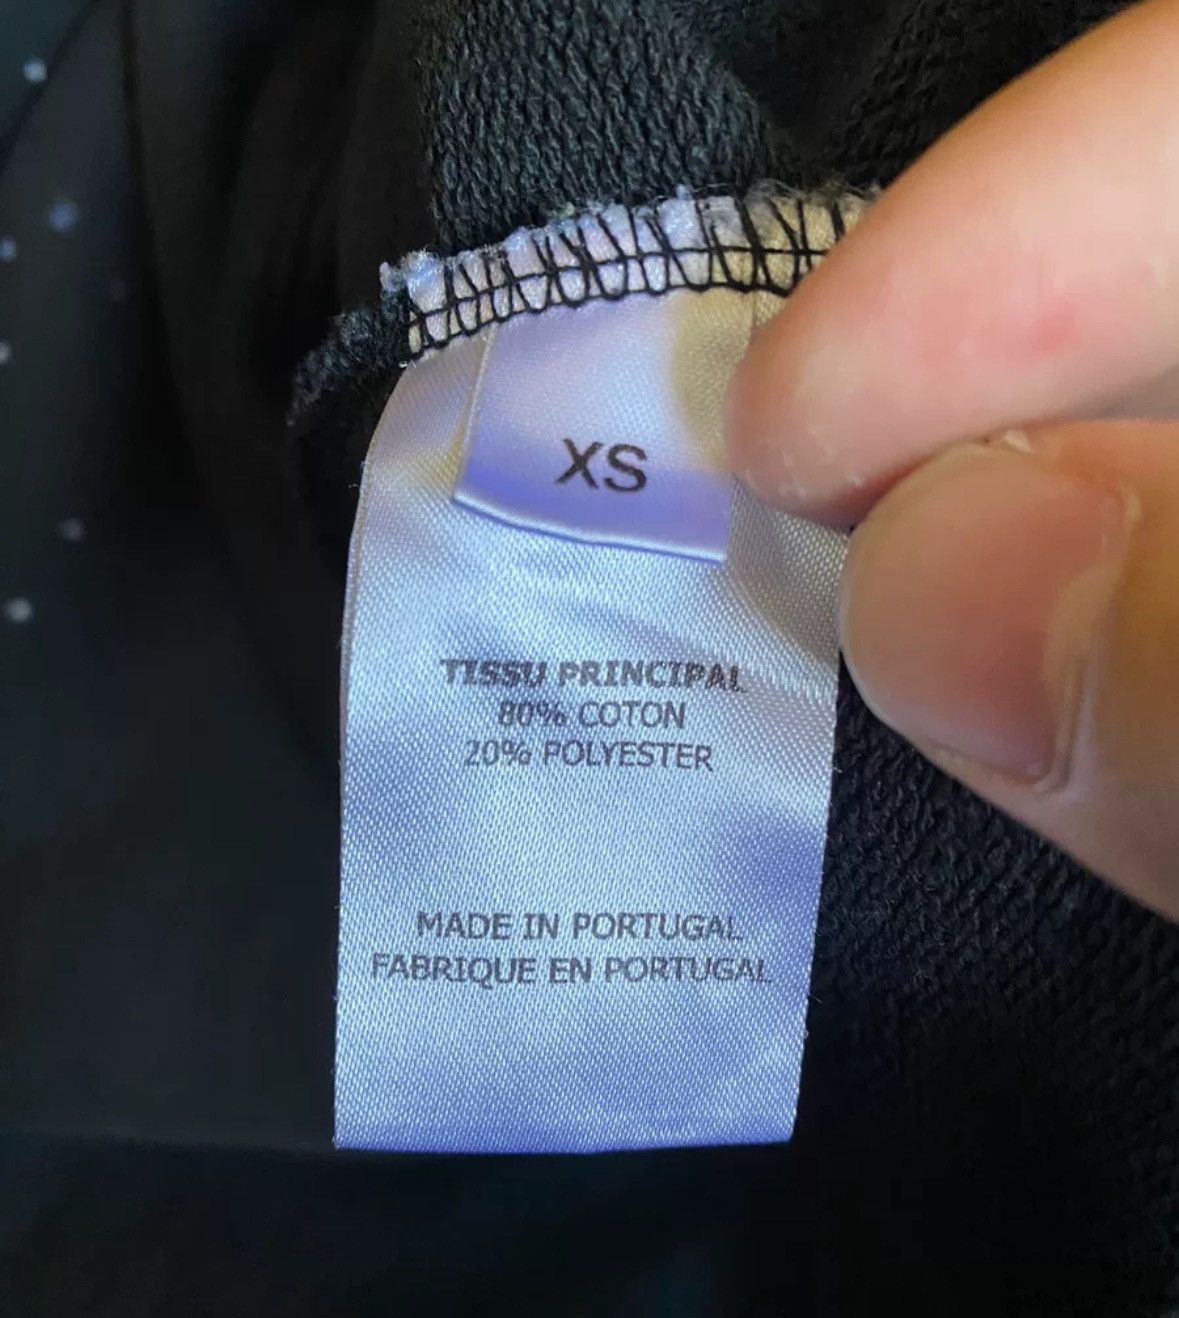 XS
TISSU PRINCIPAL
80% COTON
20% POLYESTER
MADE IN PORTUGAL
FABRIQUE EN PORTUGAL